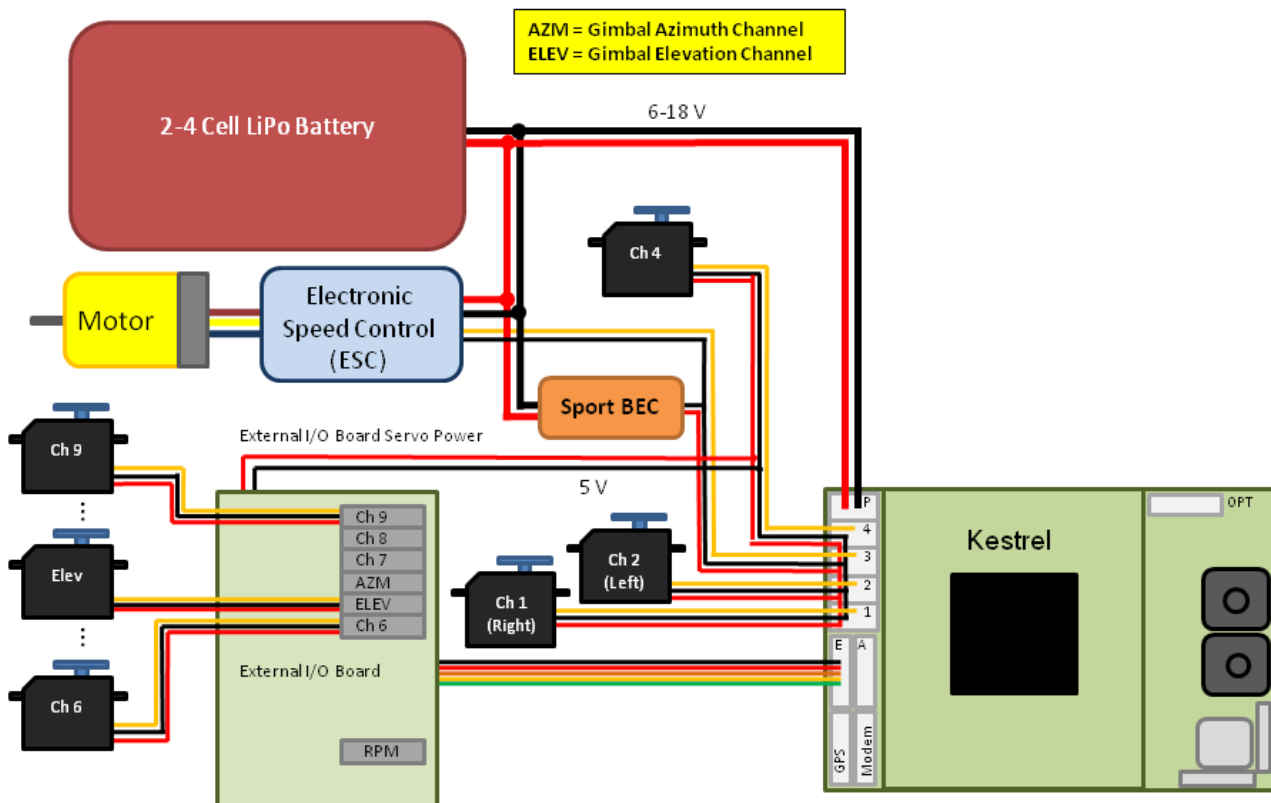 AZM = Gimbal Azimuth Channel
ELEV = Gimbal Elevation Channel
2-4 Cell LiPo Battery
6-18 V
Ch 4
Motor
Electronic
Speed Control
(ESC)
Sport BEC
Ch 9
External I/O Board Servo Power
5 V
Elev
Ch 6
Ch 9
Ch 8
Ch 7
AZM
ELEV
Ch 6
External I/O Board
RPM
Ch 2
(Left)
Ch 1
(Right)
P
4
3
2
1
E
A
GPS
Modem
Kestrel
OPT